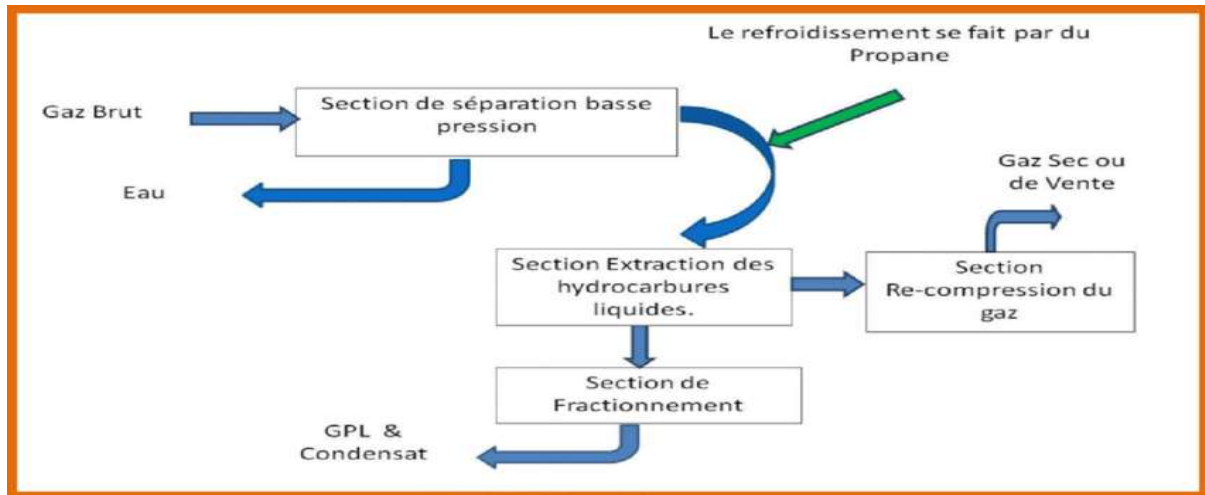 Le refroidissement se fait par du
Propane
Gaz Brut
Section de séparation basse
pression
Eau
Gaz Sec ou
de Vente
Section Extraction des
hydrocarbures
liquides.
Section
Re-compression du
gaz
Section de
Fractionnement
GPL &
Condensat